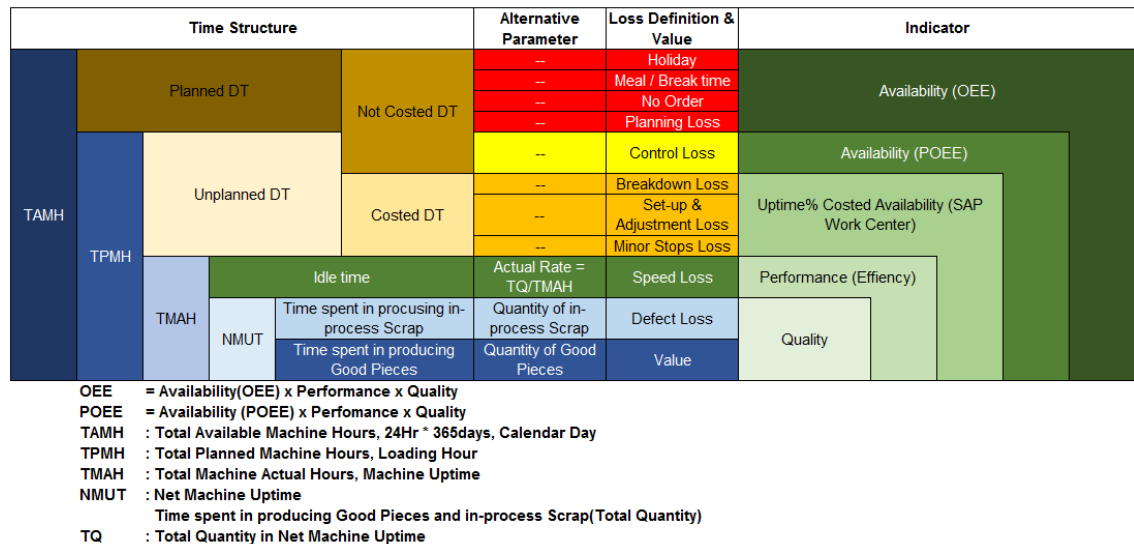 Time Structure
Alternative
Parameter
Loss Definition &
Value
Indicator
TAMH
Planned DT
Not Costed DT
--
Holiday
Availability (OEE)
--
Meal / Break time
--
No Order
--
Planning Loss
TPMH
Unplanned DT
--
Control Loss
Availability (POEE)
Costed DT
--
Breakdown Loss
Uptime% Costed Availability (SAP
Work Center)
--
Set-up &
Adjustment Loss
--
Minor Stops Loss
TMAH
Idle time
Actual Rate =
TQ/TMAH
Speed Loss
Performance (Effiency)
NMUT
Time spent in procusing in-
process Scrap
Quantity of in-
process Scrap
Defect Loss
Quality
Time spent in producing
Good Pieces
Quantity of Good
Pieces
Value
OEE = Availability(OEE) x Performance x Quality
POEE = Availability (POEE) x Perfomance x Quality
TAMH : Total Available Machine Hours, 24Hr * 365days, Calendar Day
TPMH : Total Planned Machine Hours, Loading Hour
TMAH : Total Machine Actual Hours, Machine Uptime
NMUT : Net Machine Uptime
Time spent in producing Good Pieces and in-process Scrap(Total Quantity)
TQ : Total Quantity in Net Machine Uptime